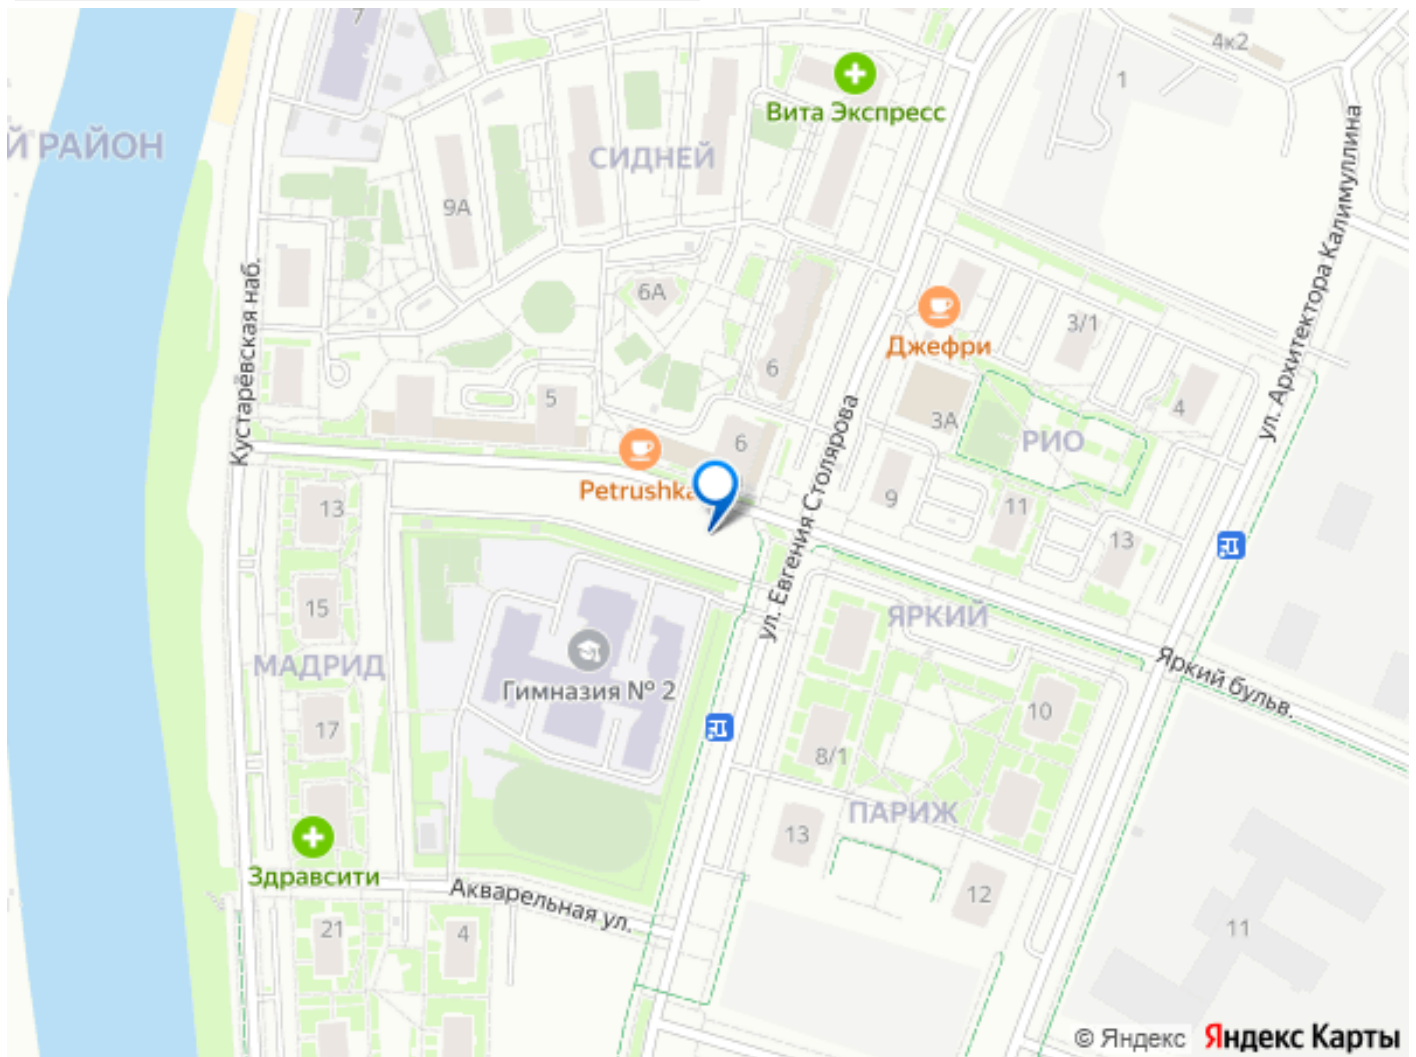 7
4к2
1
Вита Экспресс
Й РАЙОН
СИДНЕЙ
ул. Архитектора Калимуллина
9А
Кустарёвская наб.
6А
3/1
Джефри
6
5
4
3А
РИО
6
ул. Евгения Столярова
Petrushka
9
11
13
13
15
ЯРКИЙ
Яркий бульв.
МАДРИД
Гимназия № 2
17
10
8/1
ПАРИЖ
13
Здравсити
Акварельная ул.
12
21
4
11
© Яндекс Яндекс Карты